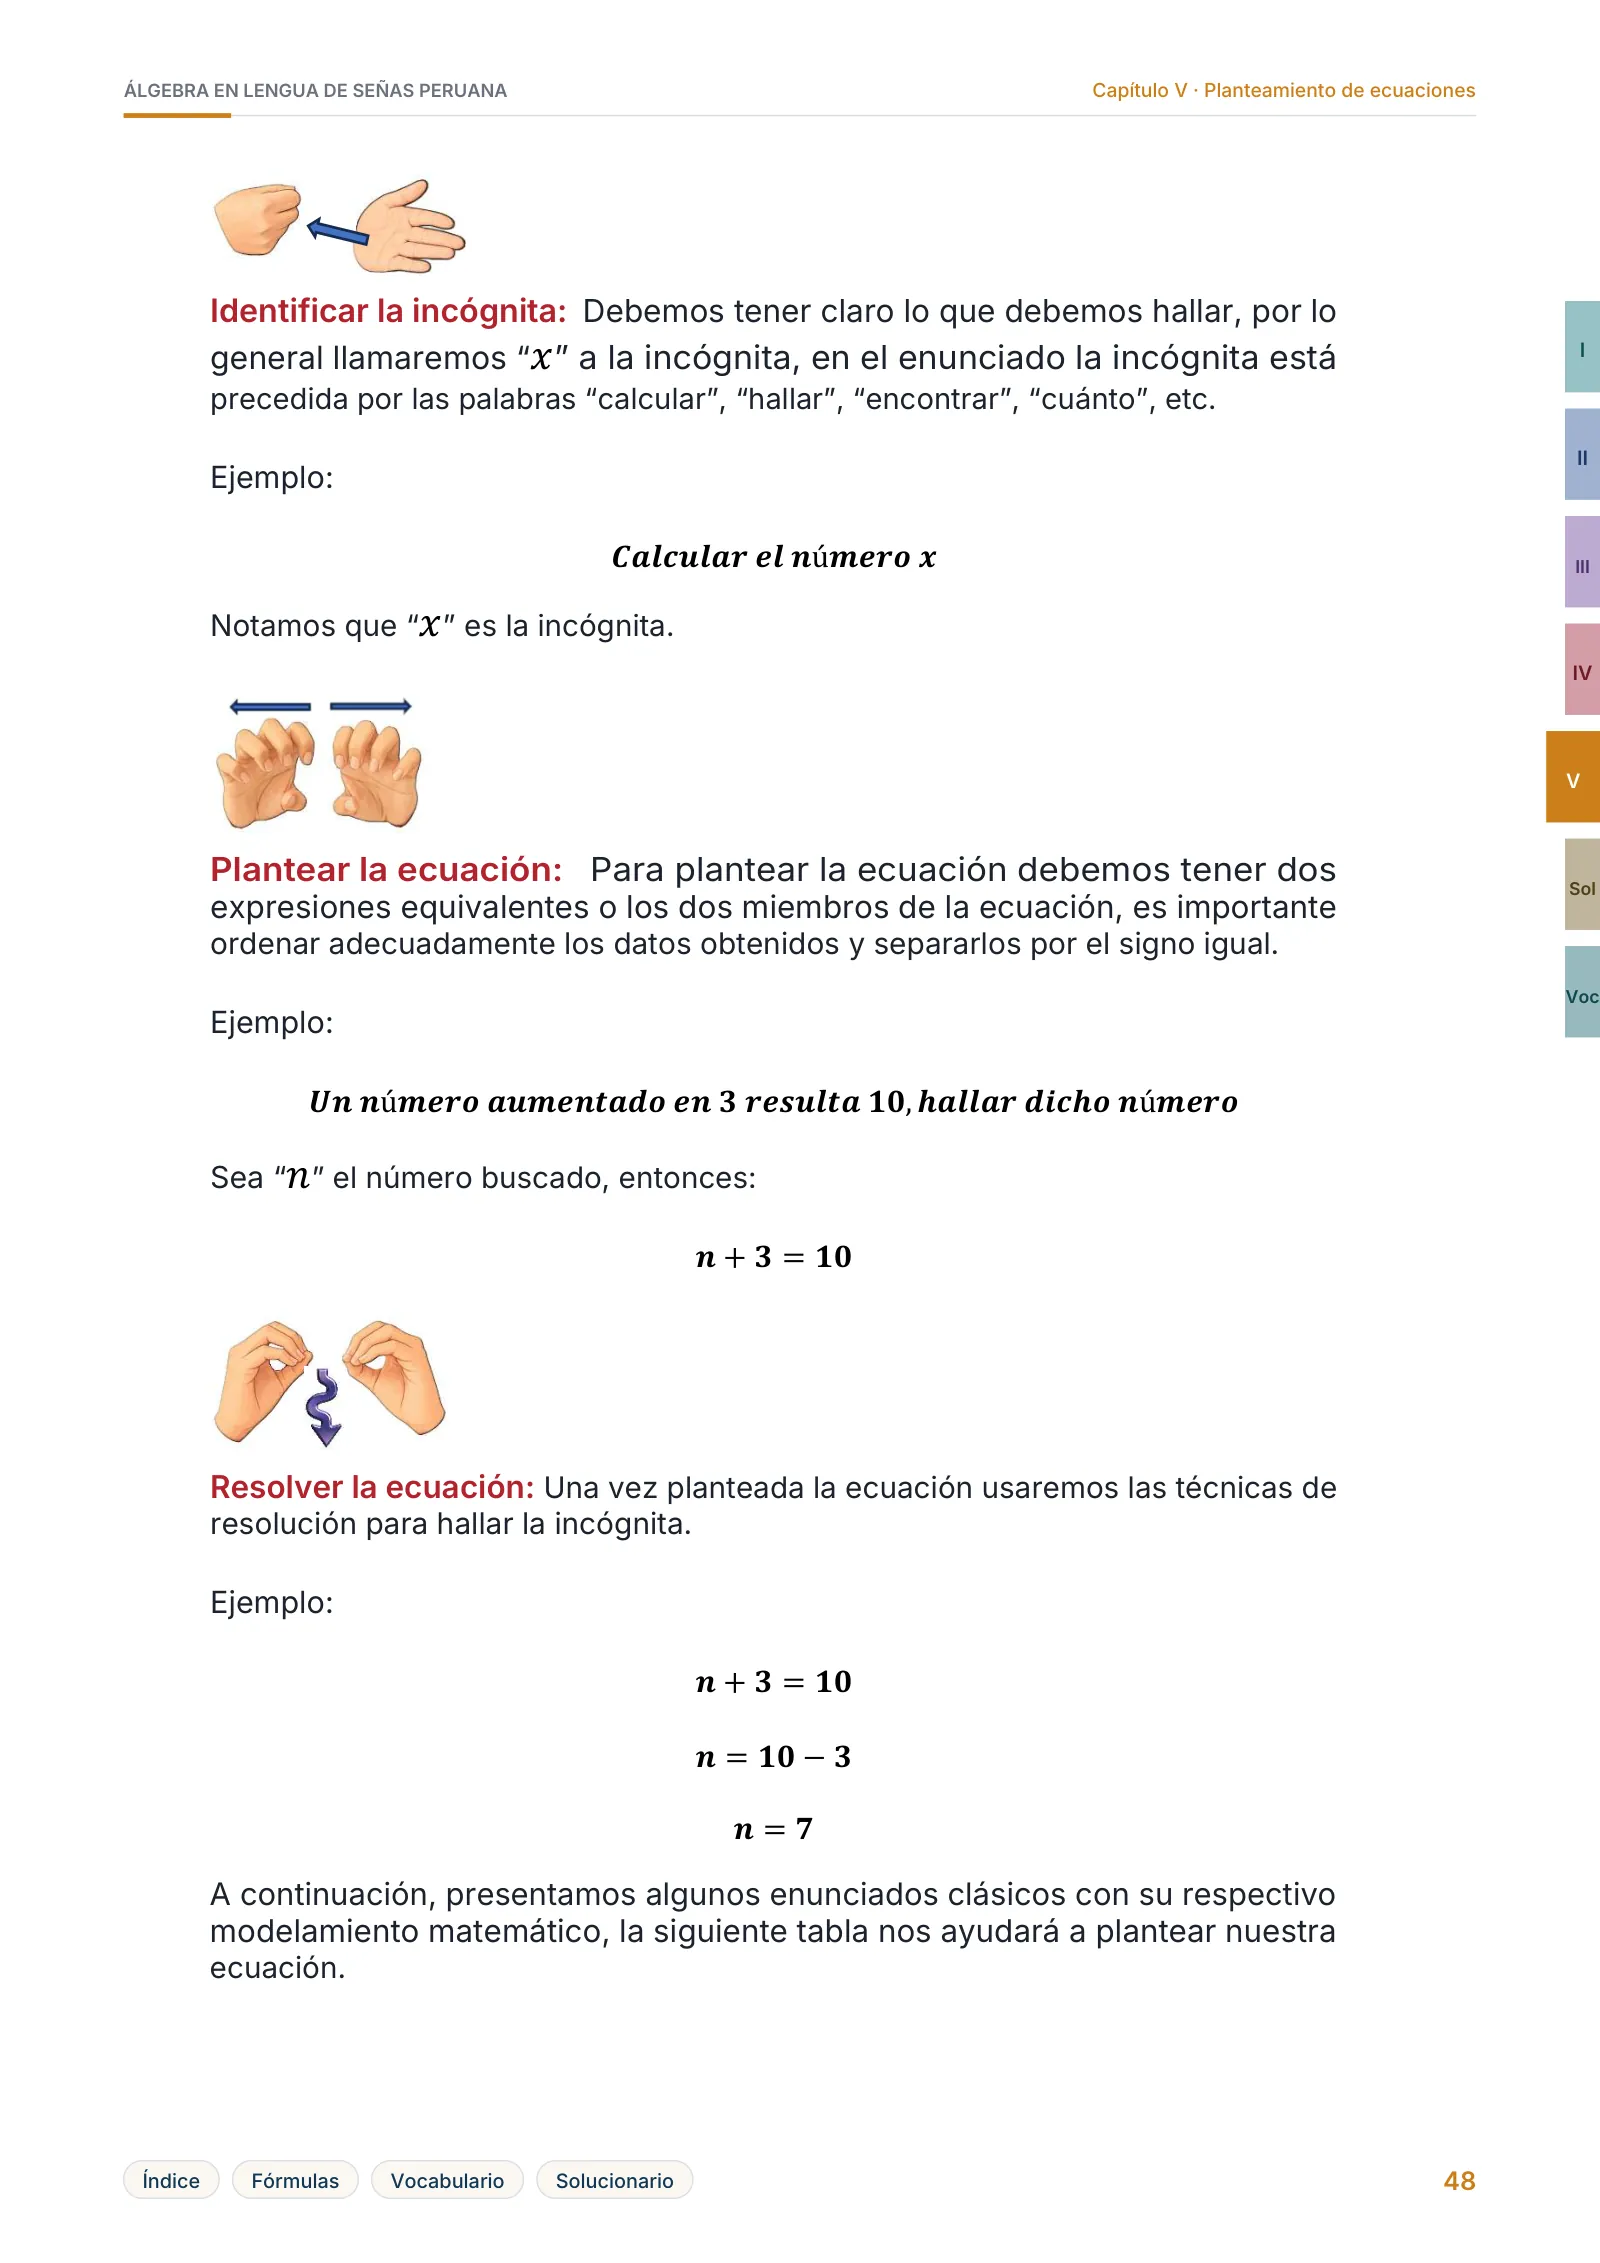 ÁLGEBRA EN LENGUA DE SEÑAS PERUANA
Capítulo V · Planteamiento de ecuaciones
Identificar la incógnita: Debemos tener claro lo que debemos hallar, por lo
general llamaremos “x” a la incógnita, en el enunciado la incógnita está
precedida por las palabras “calcular”, “hallar”, “encontrar”, “cuánto”, etc.
Ejemplo:
Calcular el número x
Notamos que “x” es la incógnita.
Plantear la ecuación: Para plantear la ecuación debemos tener dos
expresiones equivalentes o los dos miembros de la ecuación, es importante
ordenar adecuadamente los datos obtenidos y separarlos por el signo igual.
Ejemplo:
Un número aumentado en 3 resulta 10, hallar dicho número
Sea “n” el número buscado, entonces:
n + 3 = 10
Resolver la ecuación: Una vez planteada la ecuación usaremos las técnicas de
resolución para hallar la incógnita.
Ejemplo:
n + 3 = 10
n = 10 − 3
n = 7
A continuación, presentamos algunos enunciados clásicos con su respectivo
modelamiento matemático, la siguiente tabla nos ayudará a plantear nuestra
ecuación.
I
II
III
IV
V
Sol
Voc
Índice
Fórmulas
Vocabulario
Solucionario
48